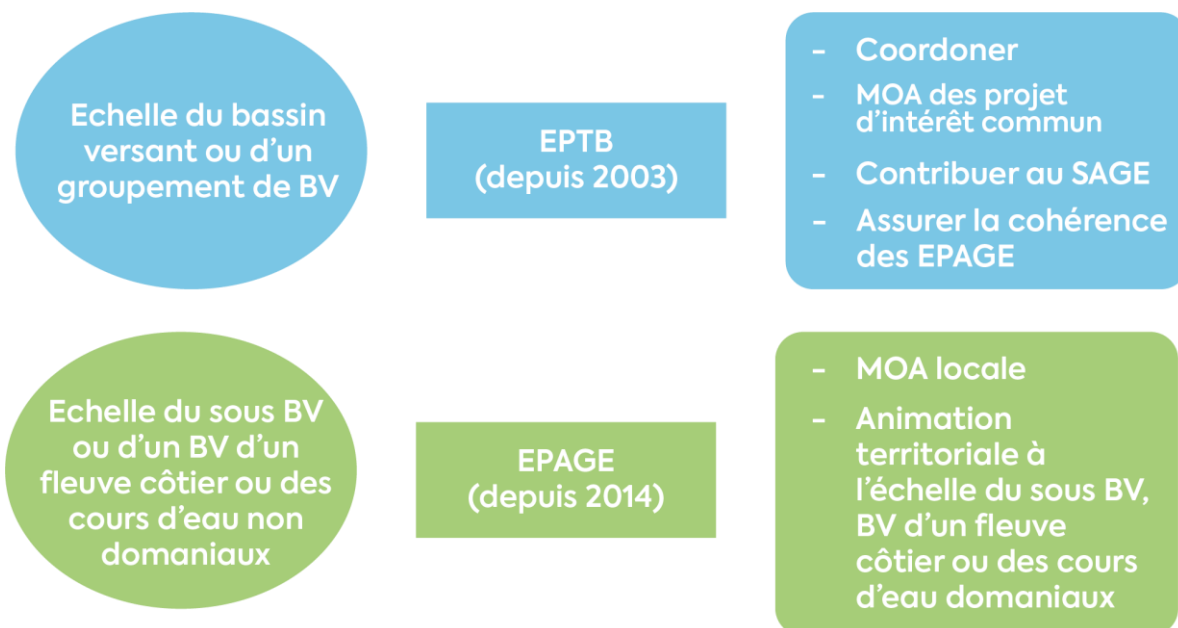 Echelle du bassin
versant ou d'un
groupement de BV
EPTB
(depuis 2003)
- Coordoner
- MOA des projet
d'intérêt commun
- Contribuer au SAGE
- Assurer la cohérence
des EPAGE
Echelle du sous BV
ou d'un BV d'un
fleuve côtier ou des
cours d'eau non
domaniaux
EPAGE
(depuis 2014)
- MOA locale
- Animation
territoriale à
l'échelle du sous BV,
BV d'un fleuve
côtier ou des cours
d'eau domaniaux